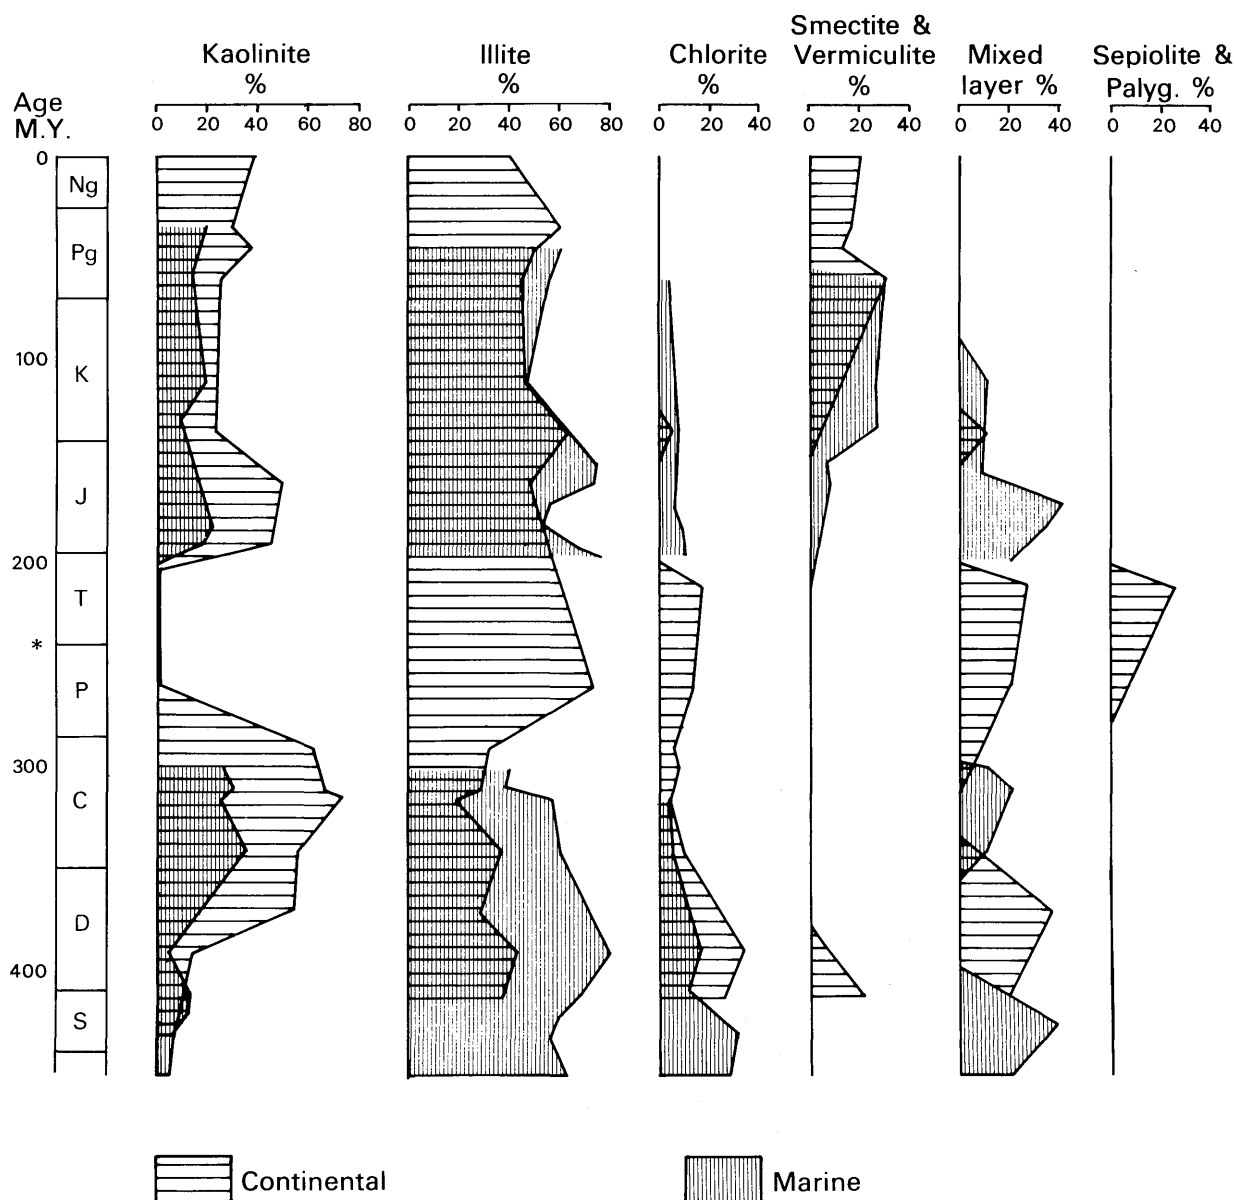 Smectite &
Kaolinite Illite Chlorite Vermiculite Mixed Sepiolite &
% % % % layer % Palyg. %
Age
M.Y.
0 20 40 60 80 0 20 40 60 80 0 20 40 0 20 40 0 20 40 0 20 40
0
Ng
Pg
100
K
J
200
T
*
P
300
C
D
400
S
Continental Marine